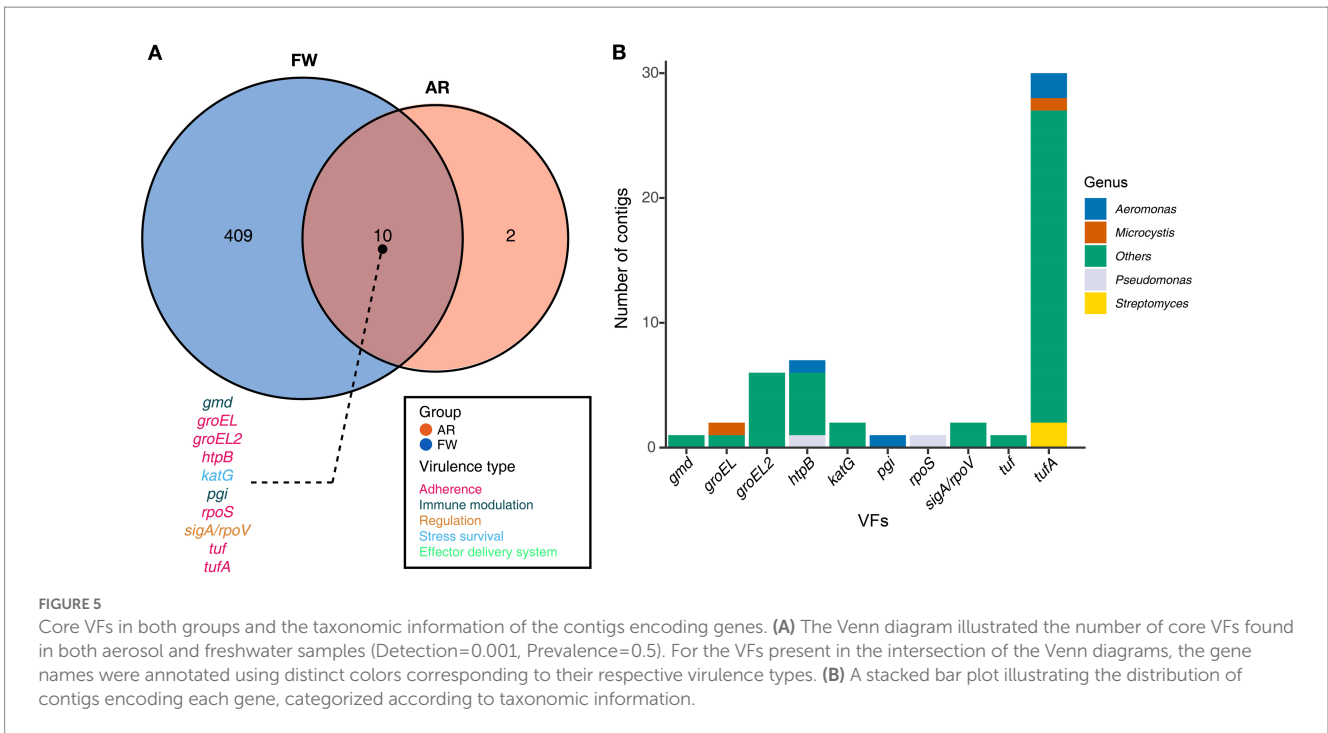 A
FW
AR
409
10
2
gmd
groEL
groEL2
htpB
katG
pgi
rpoS
sigA/rpoV
tuf
tufA
Group
AR
FW
Virulence type
Adherence
Immune modulation
Regulation
Stress survival
Effector delivery system
B
Number of contigs
30
20
10
0
gmd
groEL
groEL2
htpB
katG
pgi
rpoS
sigA/rpoV
tuf
tufA
VFs
Genus
Aeromonas
Microcystis
Others
Pseudomonas
Streptomyces
FIGURE 5
Core VFs in both groups and the taxonomic information of the contigs encoding genes. (A) The Venn diagram illustrated the number of core VFs found
in both aerosol and freshwater samples (Detection=0.001, Prevalence=0.5). For the VFs present in the intersection of the Venn diagrams, the gene
names were annotated using distinct colors corresponding to their respective virulence types. (B) A stacked bar plot illustrating the distribution of
contigs encoding each gene, categorized according to taxonomic information.